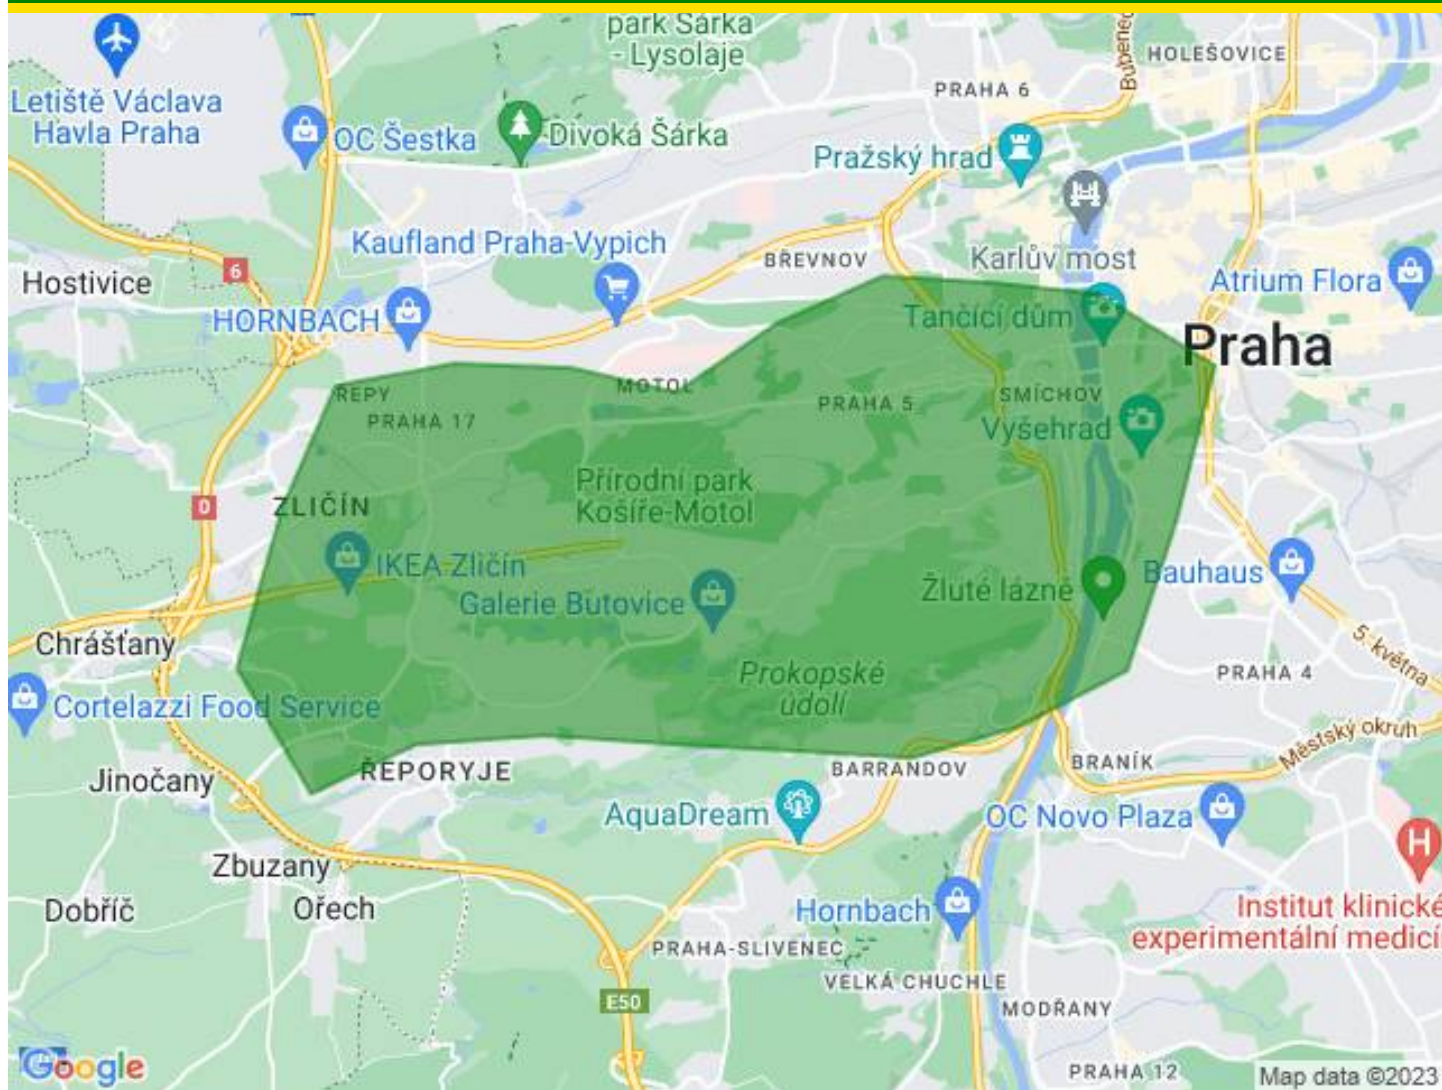 park Šárka
- Lysolaje
HOLEŠOVICE
Bubeneč
PRAHA 6
Letiště Václava
Havla Praha
OC Šestka
Divoká Šárka
Pražský hrad
Kaufland Praha-Vypich
BŘEVNOV
Karlův most
Hostivice
6
Atrium Flora
HORNBACH
Tančící dům
Praha
ŘEPY
MOTOL
PRAHA 17
PRAHA 5
SMÍCHOV
Vyšehrad
Přírodní park
Košíře-Motol
ZLIČÍN
0
IKEA Zličín
Galerie Butovice
Žluté lázně
Bauhaus
Chrášťany
5. května
Prokopské
údolí
PRAHA 4
Cortelazzi Food Service
Městský okruh
Jinočany
ŘEPORYJE
BARRANDOV
BRANÍK
AquaDream
OC Novo Plaza
Zbuzany
Dobříč
Ořech
Hornbach
Institut klinické
experimentální medicí
PRAHA-SLIVENEC
VELKÁ CHUCHLE
E50
MODŘANY
Google
PRAHA 12
Map data ©2023